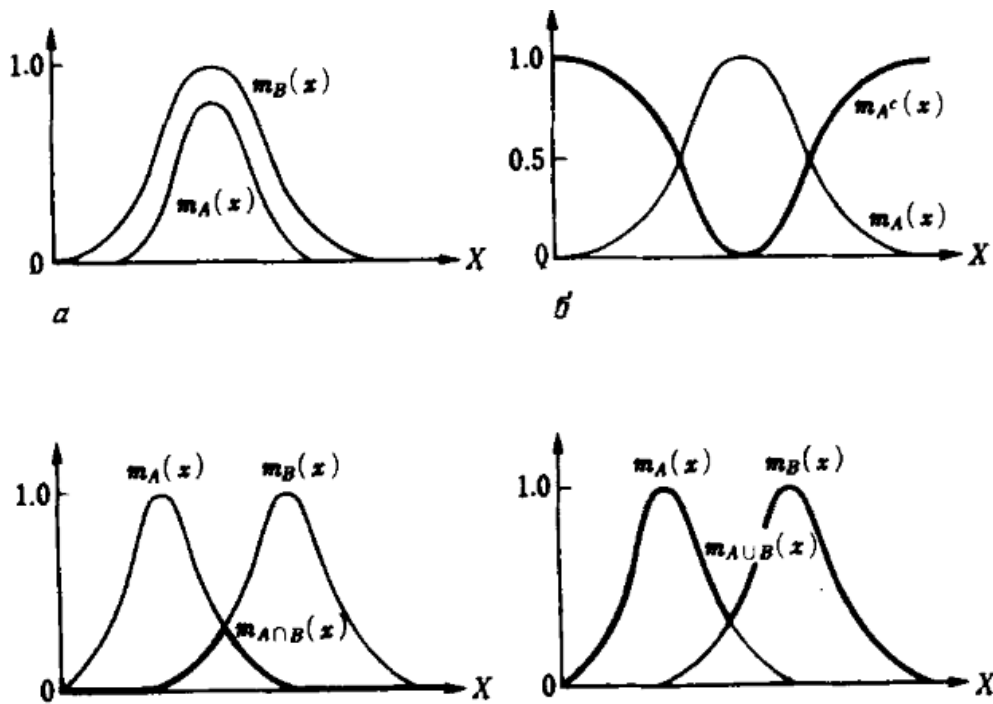 1.0
m_B(x)
m_A(x)
0
X
а
1.0
m_{A^c}(x)
0.5
m_A(x)
0
X
б
m_A(x)
m_B(x)
1.0
m_{A∩B}(x)
0
X
m_A(x)
m_B(x)
1.0
m_{A∪B}(x)
0
X